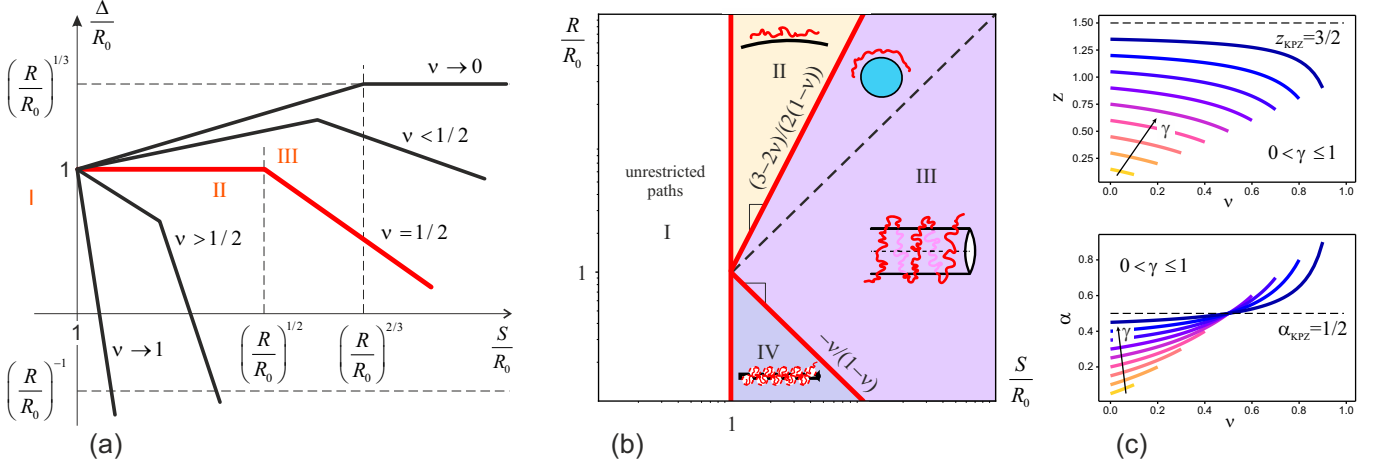 Δ/R₀
(R/R₀)^{1/3}
ν → 0
ν < 1/2
1
III
I
II
ν > 1/2
ν = 1/2
1
S/R₀
(R/R₀)^{1/2}
(R/R₀)^{2/3}
ν → 1
(R/R₀)^{-1}
(a)
R/R₀
II
(3−2ν)/(2(1−ν))
unrestricted
paths
I
III
1
IV
−ν/(1−ν)
S/R₀
1
(b)
1.50
z_KPZ=3/2
1.25
1.00
z
0.75
γ
0.50
0.25
0 < γ ≤ 1
0.0 0.2 0.4 0.6 0.8 1.0
ν
0 < γ ≤ 1
0.8
0.6
α
γ
0.4
α_KPZ=1/2
0.2
0.0 0.2 0.4 0.6 0.8 1.0
ν
(c)